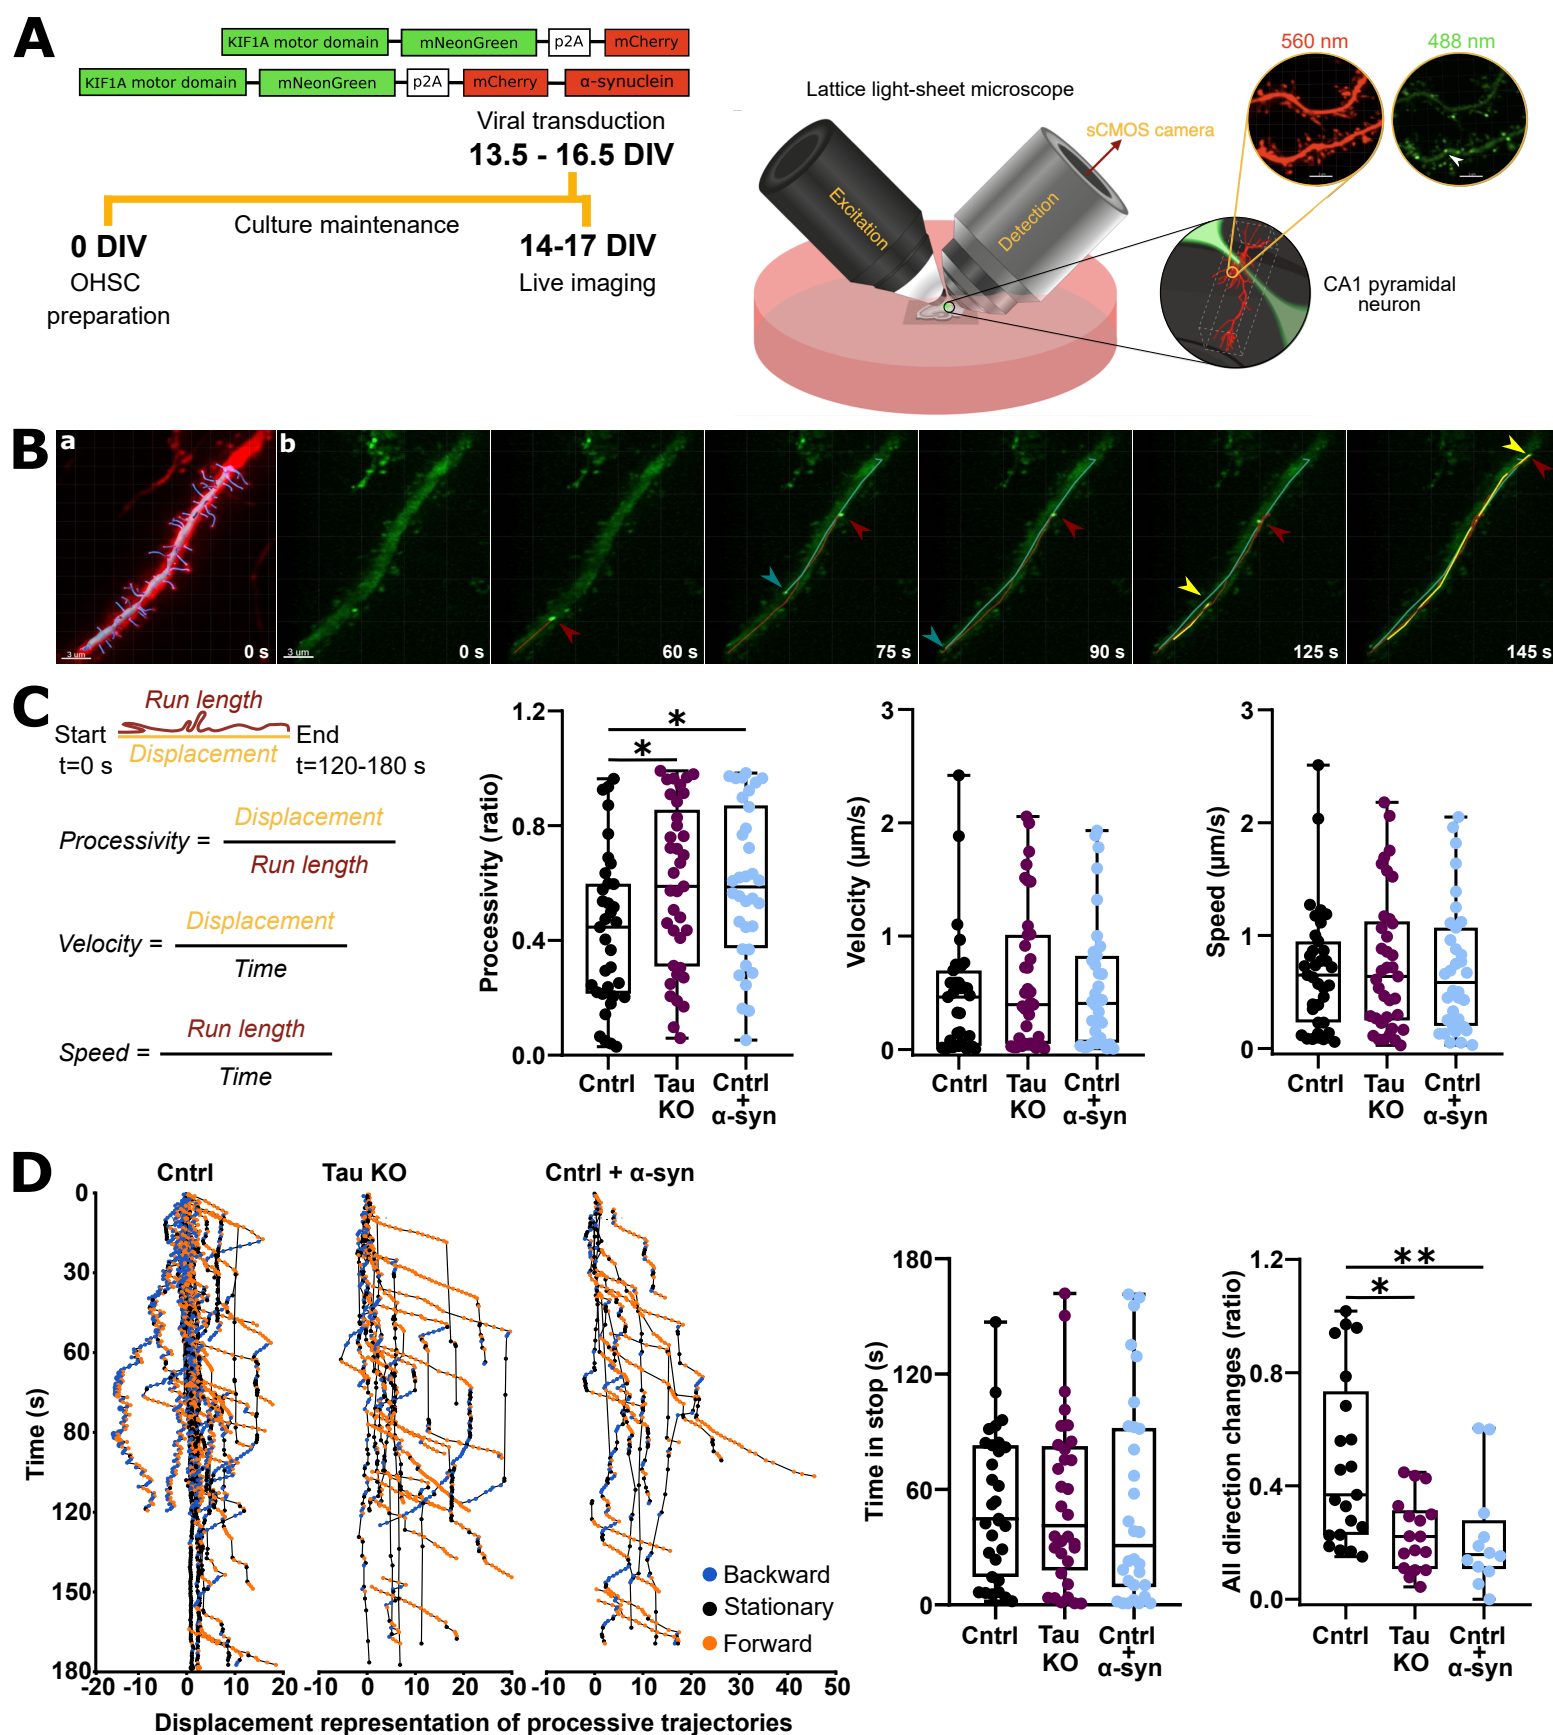 A
KIF1A motor domain
mNeonGreen
p2A
mCherry
KIF1A motor domain
mNeonGreen
p2A
mCherry
α-synuclein
Viral transduction
13.5 - 16.5 DIV
Culture maintenance
0 DIV
OHSC
preparation
14-17 DIV
Live imaging
Lattice light-sheet microscope
sCMOS camera
Excitation
Detection
560 nm
488 nm
CA1 pyramidal
neuron
B
a
3 um
0 s
b
3 um
0 s
60 s
75 s
90 s
125 s
145 s
C
Run length
Start
t=0 s
Displacement
End
t=120-180 s
Processivity =
Displacement
Run length
Velocity =
Displacement
Time
Speed =
Run length
Time
Processivity (ratio)
1.2
0.8
0.4
0.0
*
*
Cntrl
Tau
KO
Cntrl
+
α-syn
Velocity (µm/s)
3
2
1
0
Cntrl
Tau
KO
Cntrl
+
α-syn
Speed (µm/s)
3
2
1
0
Cntrl
Tau
KO
Cntrl
+
α-syn
D
Cntrl
Tau KO
Cntrl + α-syn
Time (s)
0
30
60
80
120
150
180
-20 -10 0 10 20
-10 0 10 20 30
-10 0 10 20 30 40 50
Backward
Stationary
Forward
Displacement representation of processive trajectories
Time in stop (s)
180
120
60
0
Cntrl
Tau
KO
Cntrl
+
α-syn
All direction changes (ratio)
1.2
0.8
0.4
0.0
**
*
Cntrl
Tau
KO
Cntrl
+
α-syn